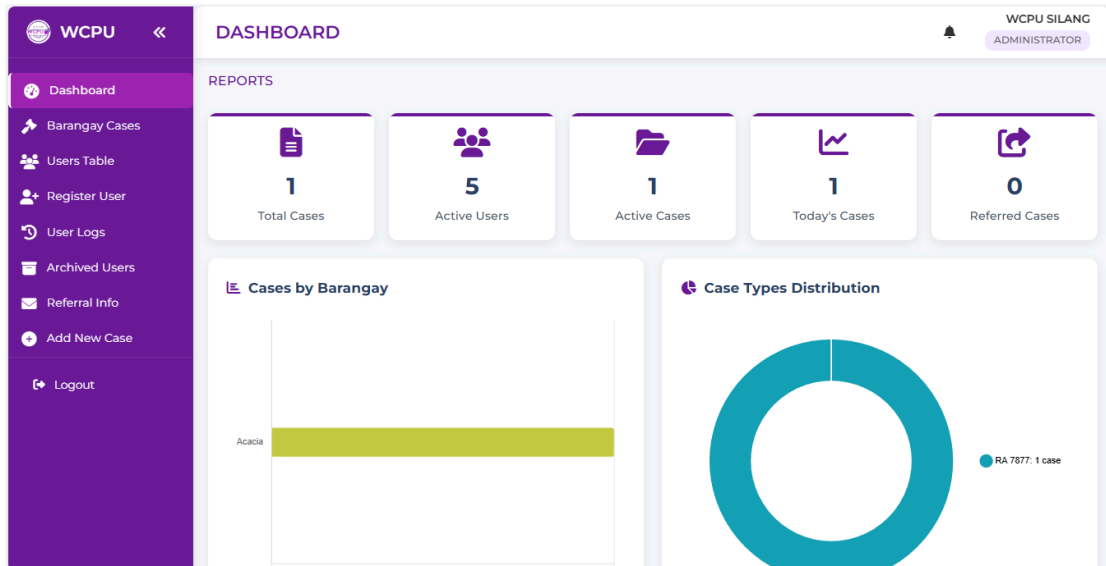 WCPU
Dashboard
Barangay Cases
Users Table
Register User
User Logs
Archived Users
Referral Info
Add New Case
Logout
DASHBOARD
WCPU SILANG
ADMINISTRATOR
REPORTS
1
Total Cases
5
Active Users
1
Active Cases
1
Today's Cases
0
Referred Cases
Cases by Barangay
Acacia
Case Types Distribution
RA 7877: 1 case